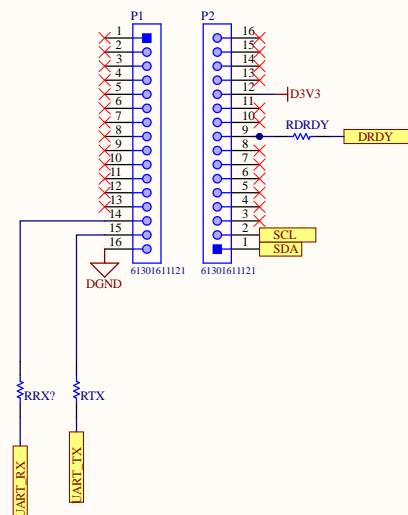 P1 P2
1 16
2 15
3 14
4 13
5 12 D3V3
6 11
7 10
8 9 RDRDY DRDY
9 8
10 7
11 6
12 5
13 4
14 3
15 2 SCL
16 1 SDA
DGND 61301611121 61301611121
RRX? RTX
UART_RX UART_TX